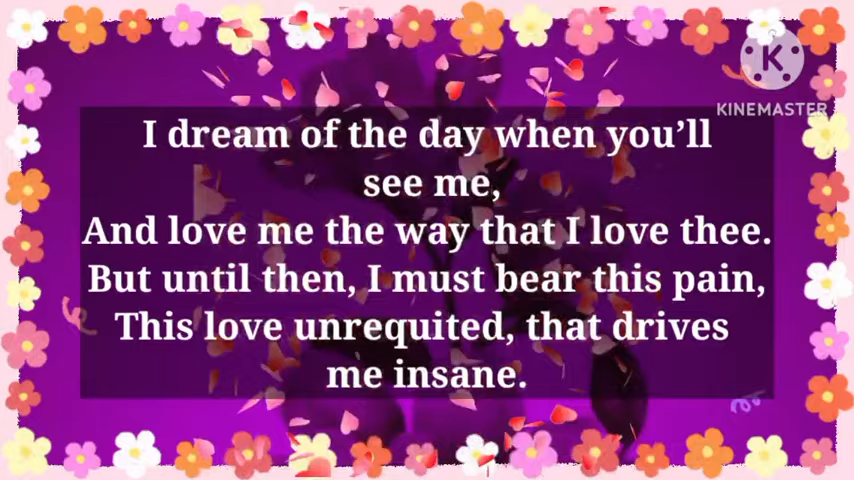 K
KINEMASTER
I dream of the day when you’ll
see me,
And love me the way that I love thee.
But until then, I must bear this pain,
This love unrequited, that drives
me insane.